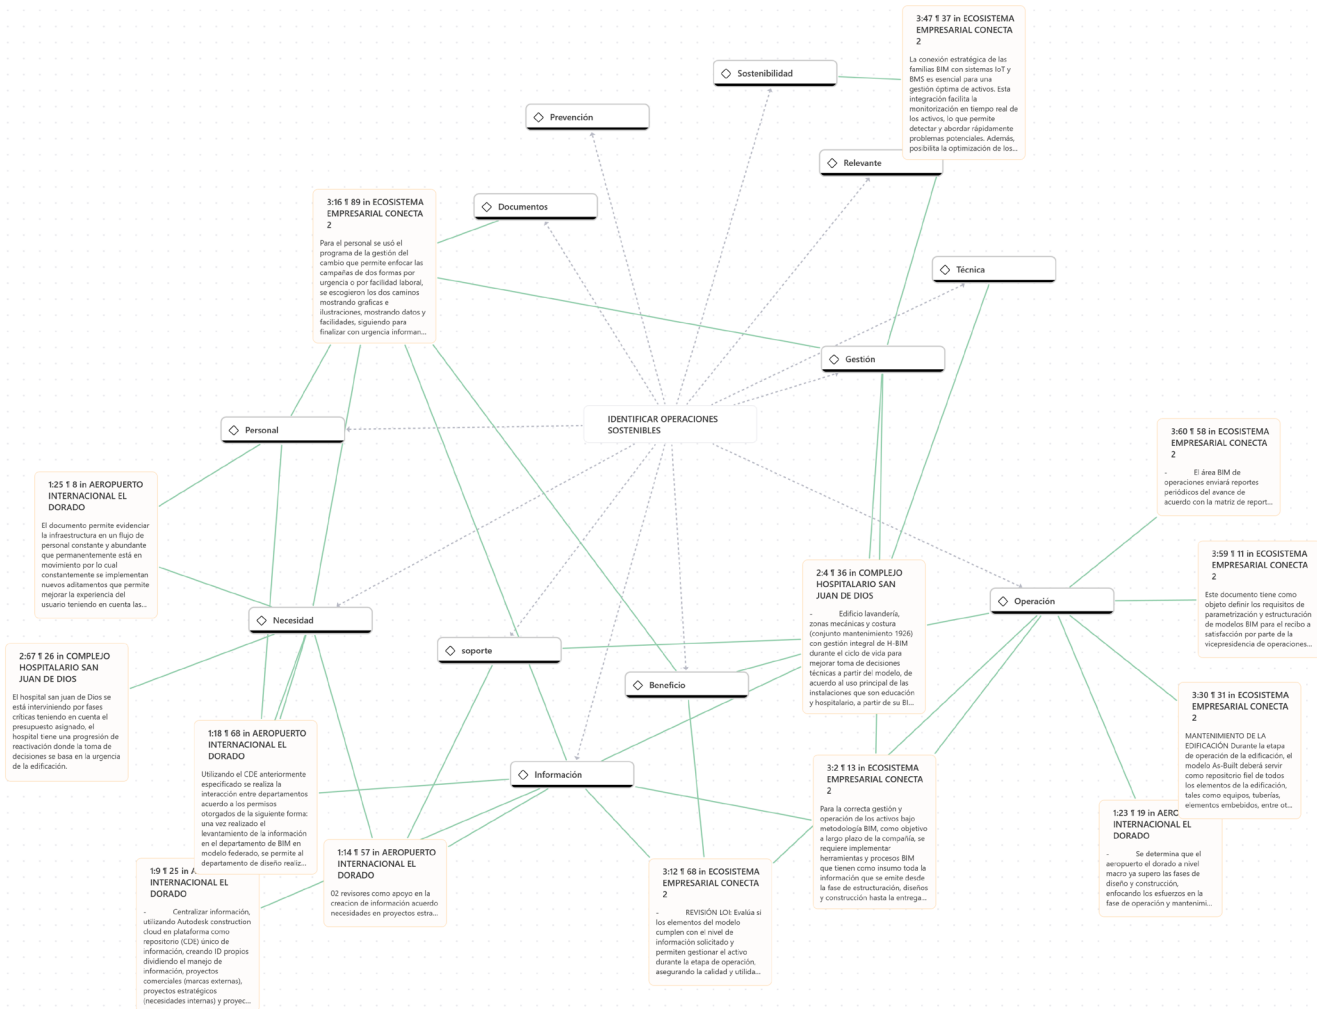 3:47 ¶ 37 in ECOSISTEMA
EMPRESARIAL CONECTA
2
La conexión estratégica de las
familias BIM con sistemas IoT y
BMS es esencial para una
gestión óptima de activos. Esta
integración facilita la
monitorización en tiempo real de
los activos, lo que permite
detectar y abordar rápidamente
problemas potenciales. Además,
posibilita la optimización de los...
Sostenibilidad
Prevención
Relevante
Documentos
3:16 ¶ 89 in ECOSISTEMA
EMPRESARIAL CONECTA
2
Para el personal se usó el
programa de la gestión del
cambio que permite enfocar las
campañas de dos formas por
urgencia o por facilidad laboral,
se escogieron los dos caminos
mostrando graficas e
ilustraciones, mostrando datos y
facilidades, siguiendo para
finalizar con urgencia informan...
Técnica
Gestión
IDENTIFICAR OPERACIONES
SOSTENIBLES
Personal
3:60 ¶ 58 in ECOSISTEMA
EMPRESARIAL CONECTA
2
- El área BIM de
operaciones enviará reportes
periódicos del avance de
acuerdo con la matriz de report...
1:25 ¶ 8 in AEROPUERTO
INTERNACIONAL EL
DORADO
El documento permite evidenciar
la infraestructura en un flujo de
personal constante y abundante
que permanentemente está en
movimiento por lo cual
constantemente se implementan
nuevos aditamentos que permite
mejorar la experiencia del
usuario teniendo en cuenta las...
3:59 ¶ 11 in ECOSISTEMA
EMPRESARIAL CONECTA
2
Este documento tiene como
objeto definir los requisitos de
parametrización y estructuración
de modelos BIM para el recibo a
satisfacción por parte de la
vicepresidencia de operaciones...
2:4 ¶ 36 in COMPLEJO
HOSPITALARIO SAN
JUAN DE DIOS
- Edificio lavandería,
zonas mecánicas y costura
(conjunto mantenimiento 1926)
con gestión integral de H-BIM
durante el ciclo de vida para
mejorar toma de decisiones
técnicas a partir del modelo, de
acuerdo al uso principal de las
instalaciones que son educación
y hospitalario, a partir de su BI...
Operación
Necesidad
soporte
Beneficio
2:67 ¶ 26 in COMPLEJO
HOSPITALARIO SAN
JUAN DE DIOS
El hospital san juan de Dios se
está interviniendo por fases
críticas teniendo en cuenta el
presupuesto asignado, el
hospital tiene una progresión de
reactivación donde la toma de
decisiones se basa en la urgencia
de la edificación.
3:30 ¶ 31 in ECOSISTEMA
EMPRESARIAL CONECTA
2
MANTENIMIENTO DE LA
EDIFICACIÓN Durante la etapa
de operación de la edificación, el
modelo As-Built deberá servir
como repositorio fiel de todos
los elementos de la edificación,
tales como equipos, tuberías,
elementos embebidos, entre ot...
1:18 ¶ 68 in AEROPUERTO
INTERNACIONAL EL
DORADO
Utilizando el CDE anteriormente
especificado se realiza la
interacción entre departamentos
acuerdo a los permisos
otorgados de la siguiente forma:
una vez realizado el
levantamiento de la información
en el departamento de BIM en
modelo federado, se permite al
departamento de diseño realiz...
Información
3:2 ¶ 13 in ECOSISTEMA
EMPRESARIAL CONECTA
2
Para la correcta gestión y
operación de los activos bajo
metodología BIM, como objetivo
a largo plazo de la compañía, se
requiere implementar
herramientas y procesos BIM
que tienen como insumo toda la
información que se emite desde
la fase de estructuración, diseños
y construcción hasta la entrega...
1:23 ¶ 19 in AERO
INTERNACIONAL EL
DORADO
- Se determina que el
aeropuerto el dorado a nivel
macro ya supero las fases de
diseño y construcción,
enfocando los esfuerzos en la
fase de operación y mantenimi...
1:14 ¶ 57 in AEROPUERTO
INTERNACIONAL EL
DORADO
02 revisores como apoyo en la
creacion de información acuerdo
necesidades en proyectos estra...
1:9 ¶ 25 in
INTERNACIONAL EL
DORADO
- Centralizar información,
utilizando Autodesk construction
cloud en plataforma como
repositorio (CDE) único de
información, creando ID propios
dividiendo el manejo de
información, proyectos
comerciales (marcas externas),
proyectos estratégicos
(necesidades internas) y proyec...
3:12 ¶ 68 in ECOSISTEMA
EMPRESARIAL CONECTA
2
- REVISIÓN LOI: Evalúa si
los elementos del modelo
cumplen con el nivel de
información solicitado y
permiten gestionar el activo
durante la etapa de operación,
asegurando la calidad y utilida...